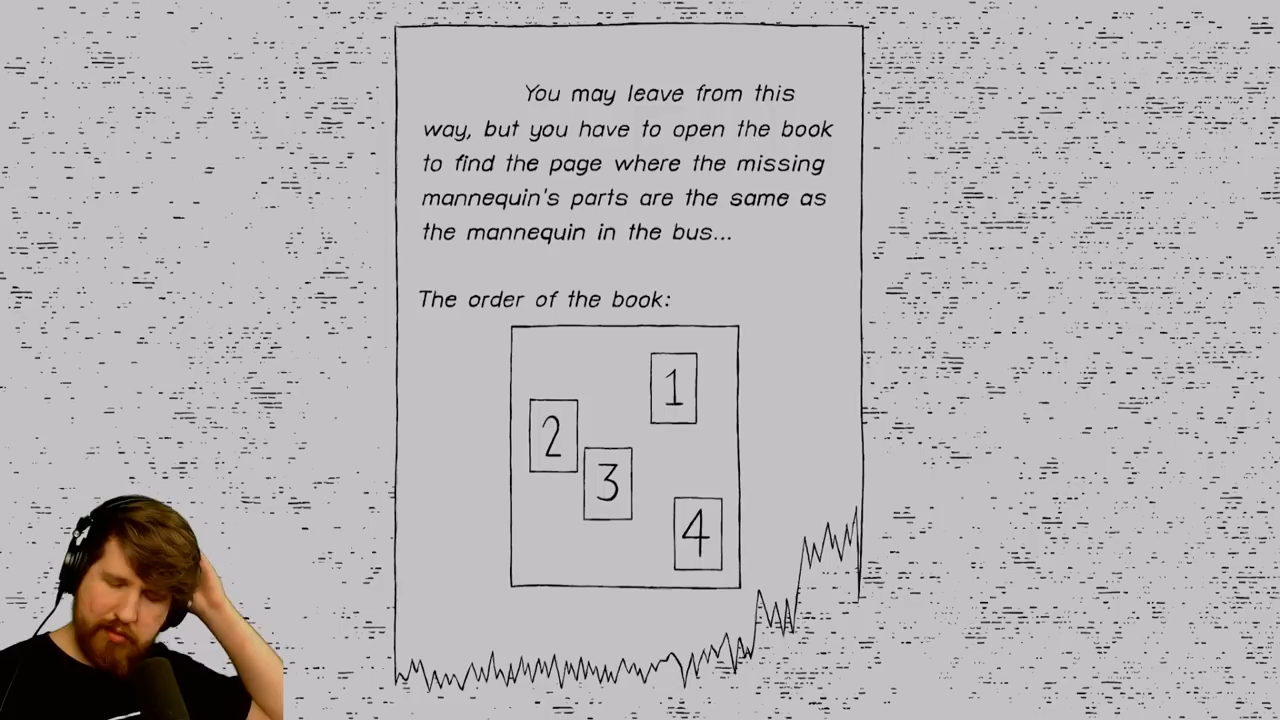 You may leave from this
way, but you have to open the book
to find the page where the missing
mannequin's parts are the same as
the mannequin in the bus...
The order of the book:
1
2
3
4